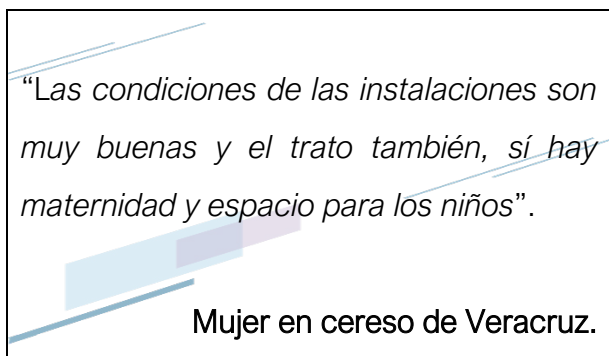 “Las condiciones de las instalaciones son
muy buenas y el trato también, sí hay
maternidad y espacio para los niños”.
Mujer en cereso de Veracruz.